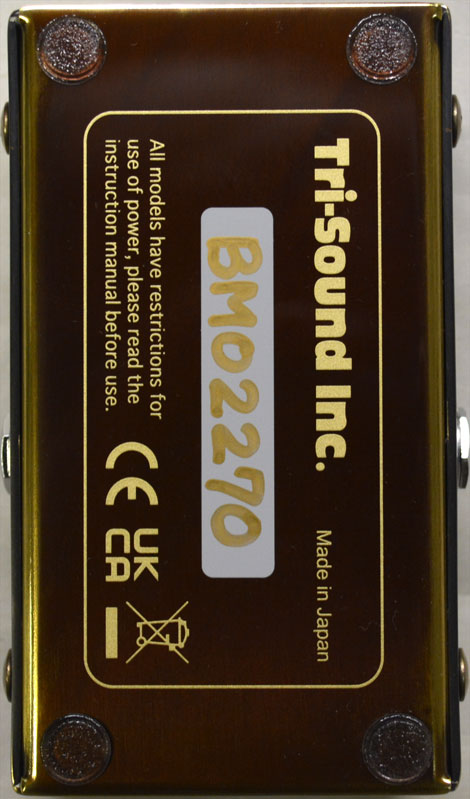 Tri-Sound Inc.
Made in Japan
BM02270
All models have restrictions for
use of power, please read the
instruction manual before use.
CE
UK
CA